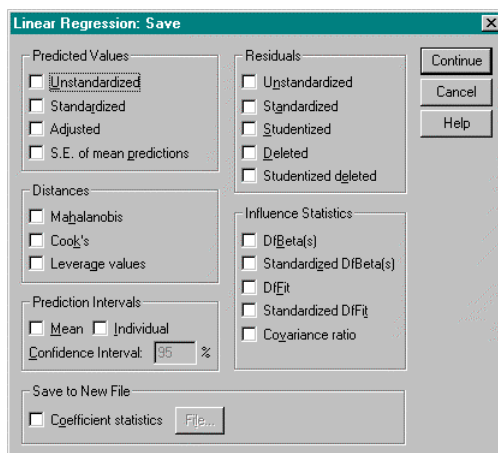 Linear Regression: Save
Predicted Values
Unstandardized
Standardized
Adjusted
S.E. of mean predictions
Distances
Mahalanobis
Cook's
Leverage values
Prediction Intervals
Mean Individual
Confidence Interval: 95 %
Save to New File
Coefficient statistics File...
Residuals
Unstandardized
Standardized
Studentized
Deleted
Studentized deleted
Influence Statistics
DfBeta(s)
Standardized DfBeta(s)
DfFit
Standardized DfFit
Covariance ratio
Continue
Cancel
Help